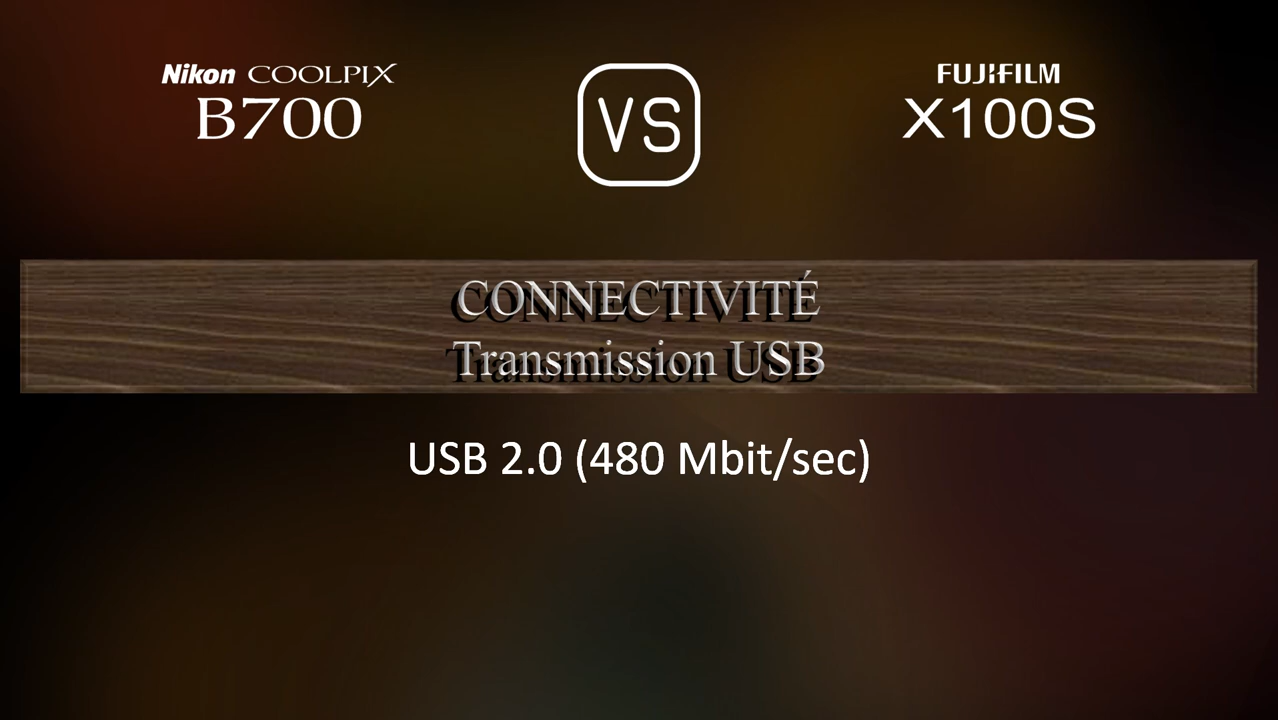 Nikon COOLPIX
B700
VS
FUJIFILM
X100S
CONNECTIVITÉ
Transmission USB
USB 2.0 (480 Mbit/sec)